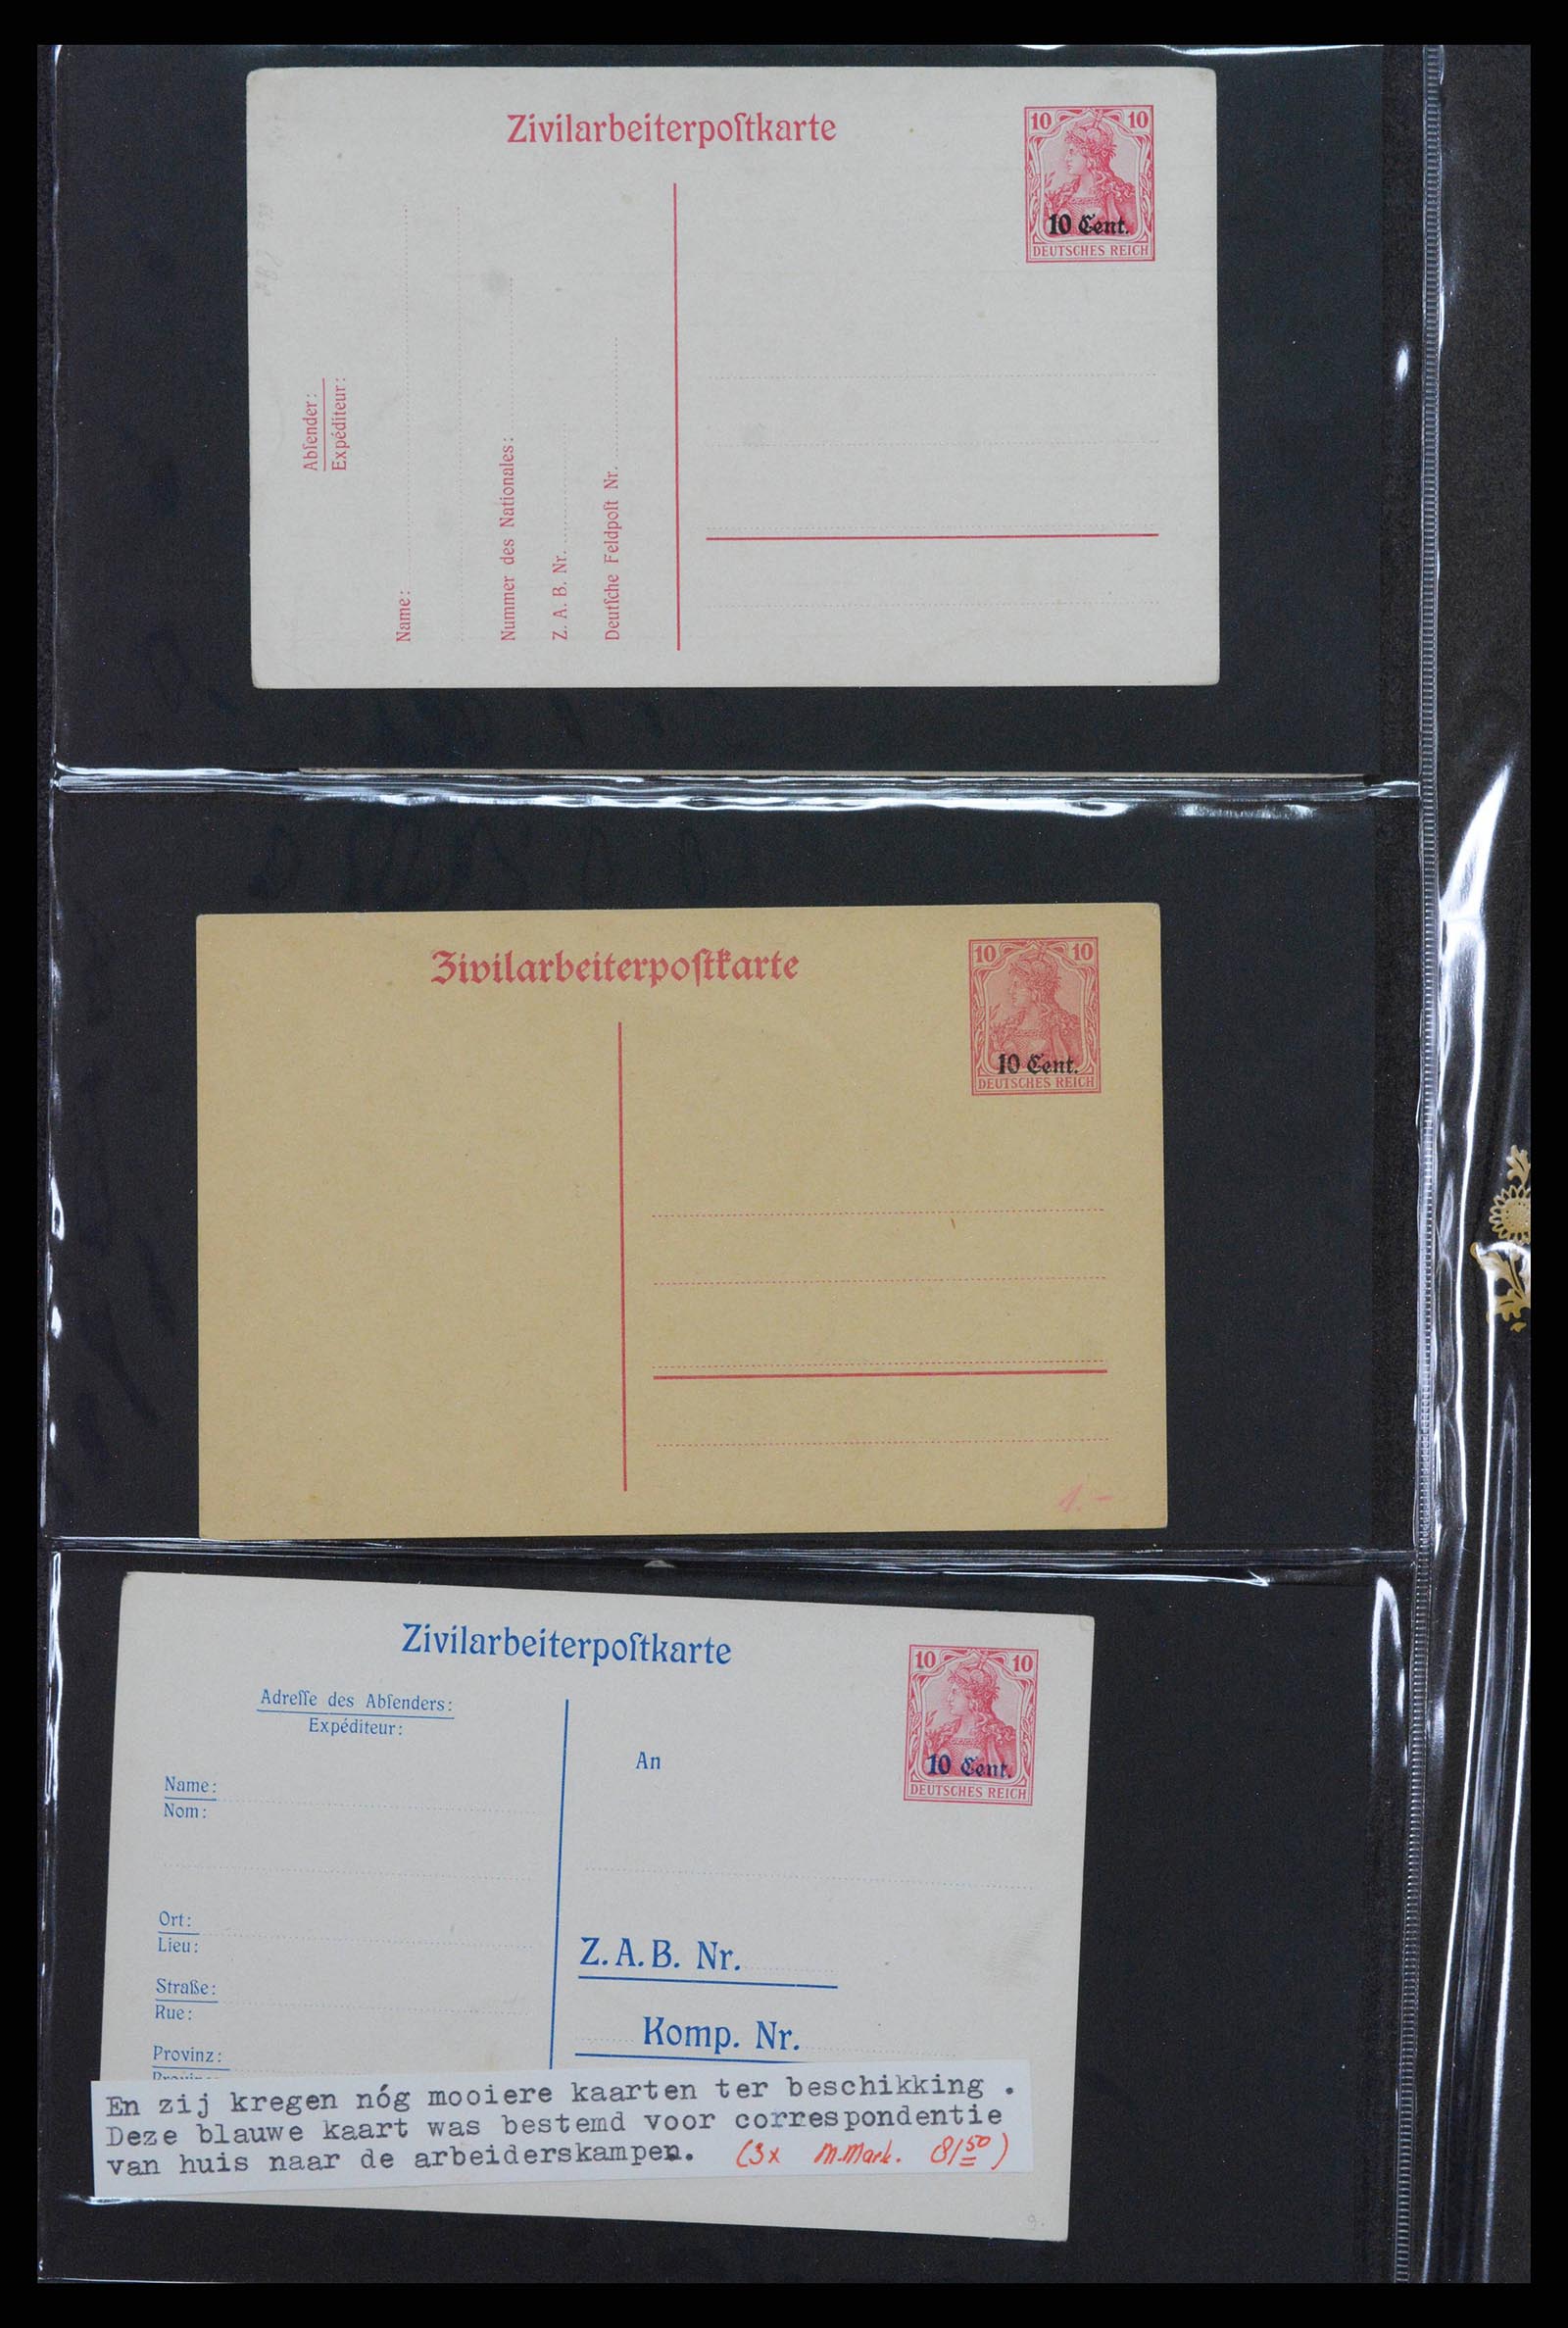 Zivilarbeiterpoſtkarte
10 10
10 Cent.
DEUTSCHES REICH
Abſender:
Expéditeur:
Name:
Nummer des Nationales:
Z. A. B. Nr.
Deutſche Feldpoſt Nr.
Zivilarbeiterpoſtkarte
10 10
10 Cent.
DEUTSCHES REICH
1.-
Zivilarbeiterpoſtkarte
10 10
10 Cent.
DEUTSCHES REICH
Adreſſe des Abſenders:
Expéditeur:
An
Name:
Nom:
Ort:
Lieu:
Z. A. B. Nr.
Straße:
Rue:
Komp. Nr.
Provinz:
En zij kregen nóg mooiere kaarten ter beschikking .
Deze blauwe kaart was bestemd voor correspondentie
van huis naar de arbeiderskampen. (3x M.Mark. 8/50)
9.